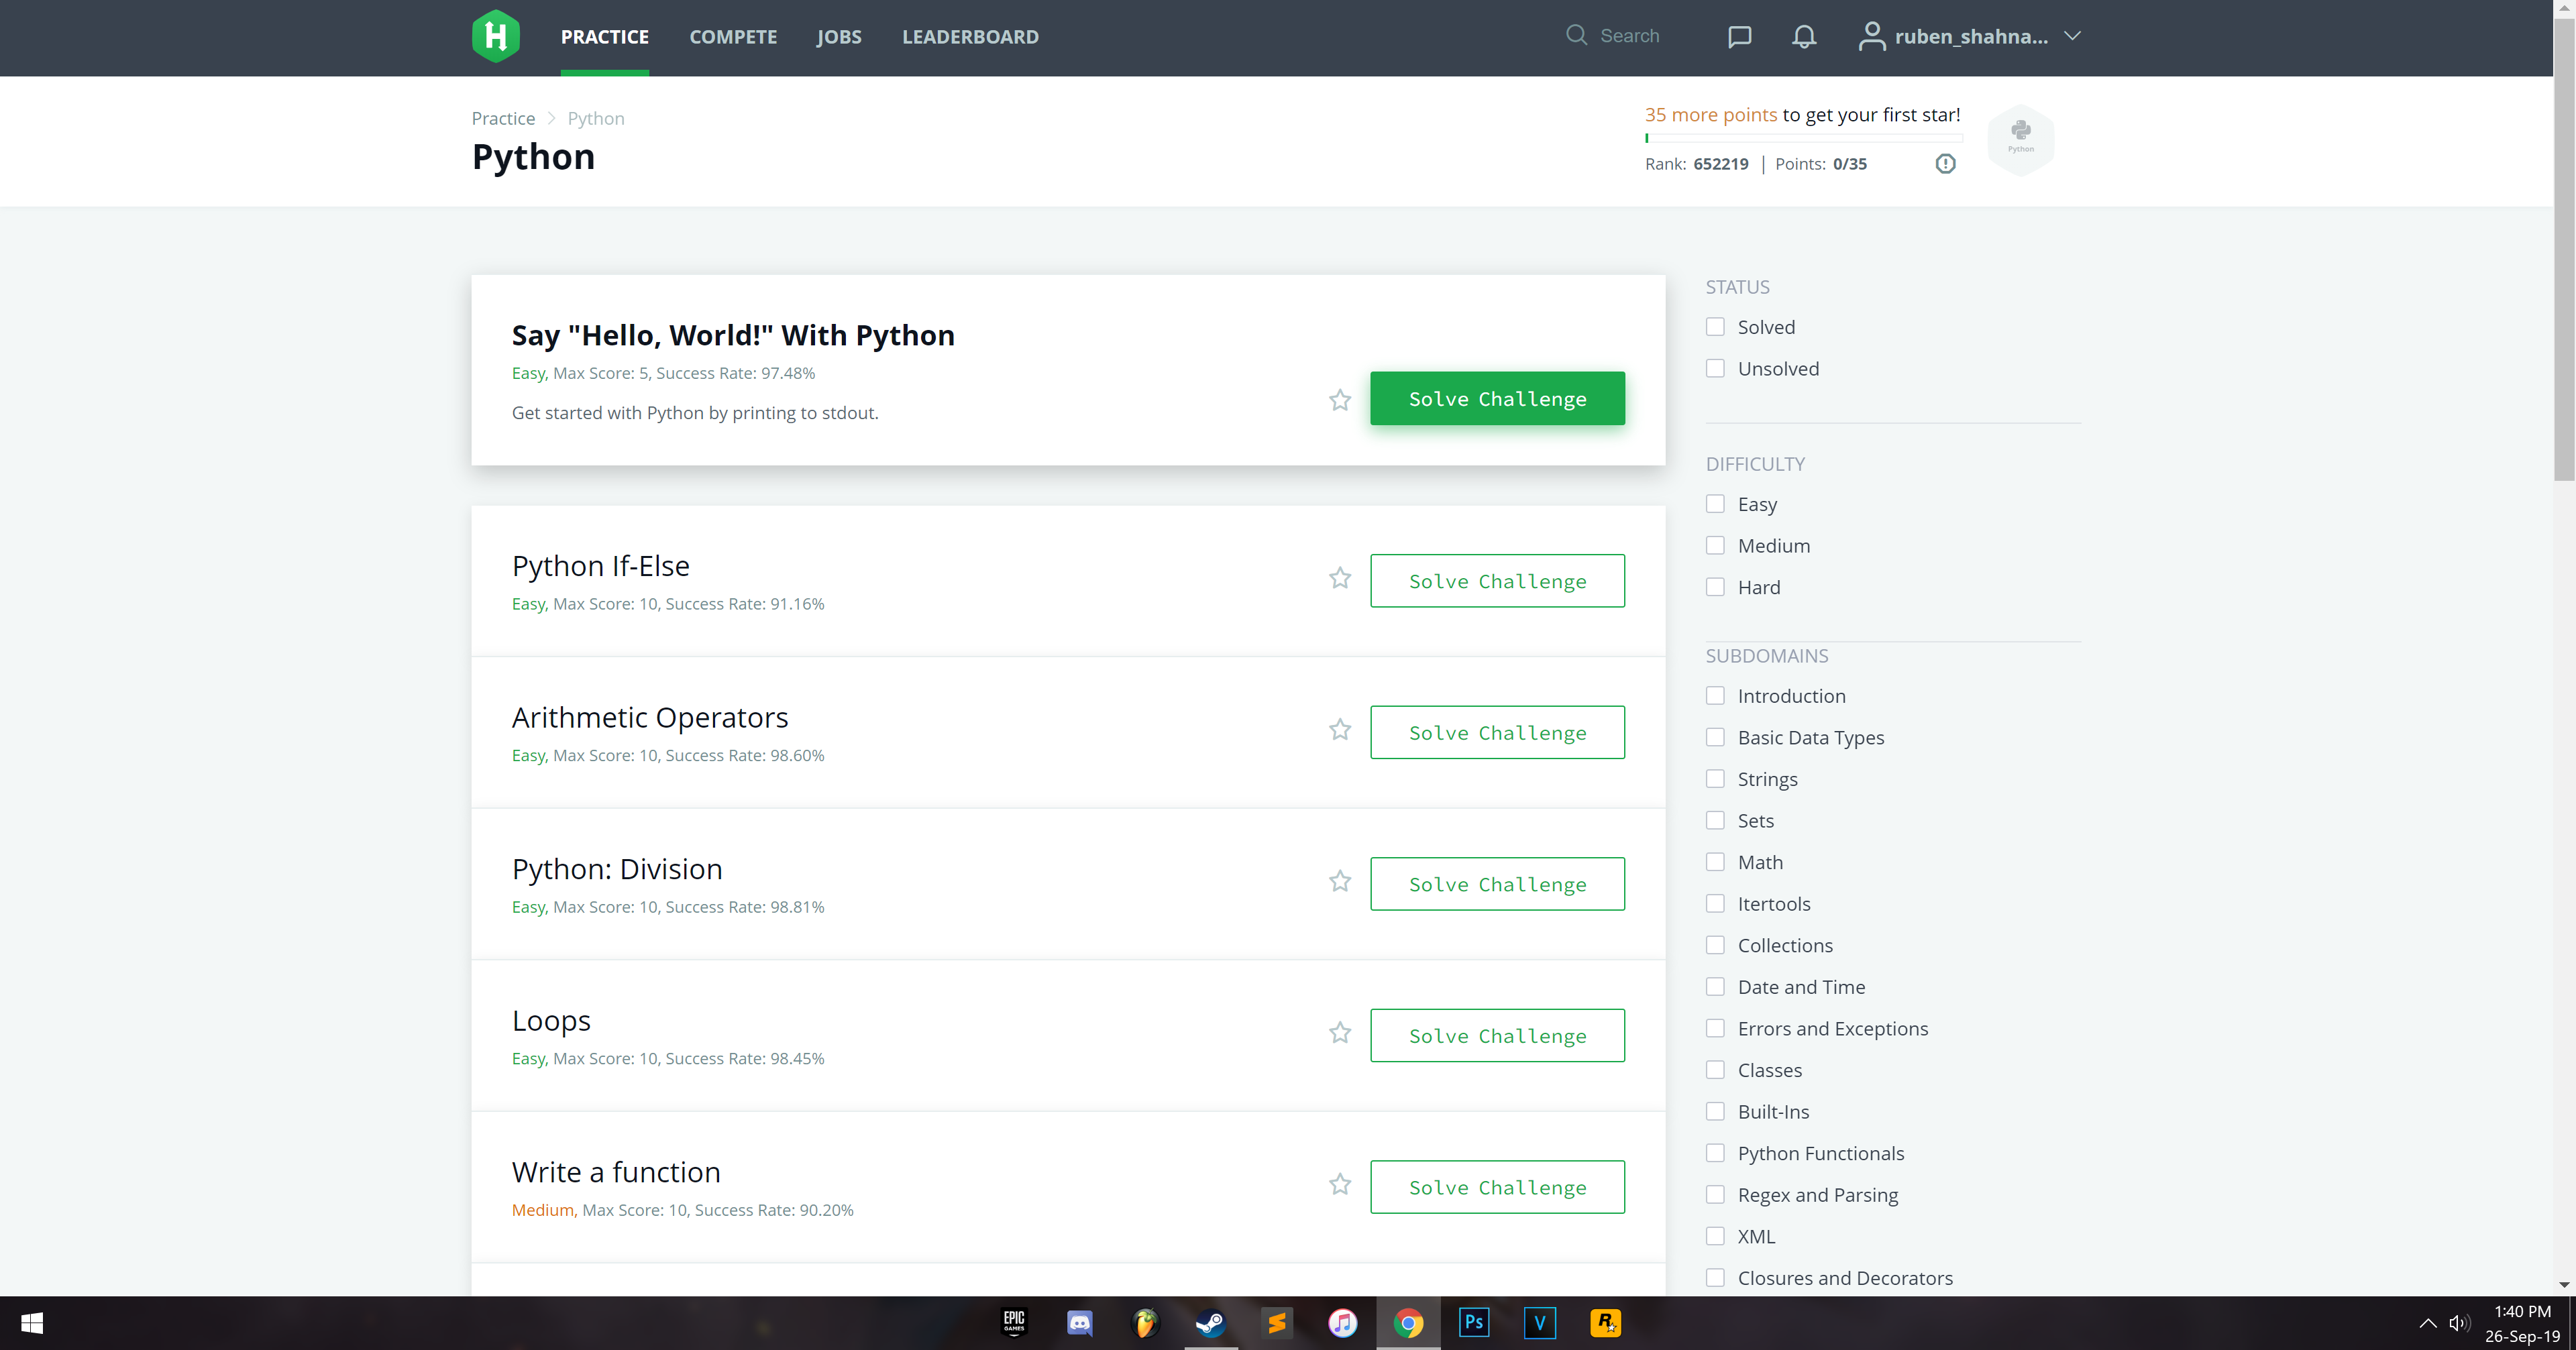 PRACTICE COMPETE JOBS LEADERBOARD Search ruben_shahna...
Practice Python
Python
35 more points to get your first star!
Rank: 652219 | Points: 0/35
Python
Say "Hello, World!" With Python
Easy, Max Score: 5, Success Rate: 97.48%
Get started with Python by printing to stdout.
Solve Challenge
Python If-Else
Easy, Max Score: 10, Success Rate: 91.16%
Solve Challenge
Arithmetic Operators
Easy, Max Score: 10, Success Rate: 98.60%
Solve Challenge
Python: Division
Easy, Max Score: 10, Success Rate: 98.81%
Solve Challenge
Loops
Easy, Max Score: 10, Success Rate: 98.45%
Solve Challenge
Write a function
Medium, Max Score: 10, Success Rate: 90.20%
Solve Challenge
STATUS
Solved
Unsolved
DIFFICULTY
Easy
Medium
Hard
SUBDOMAINS
Introduction
Basic Data Types
Strings
Sets
Math
Itertools
Collections
Date and Time
Errors and Exceptions
Classes
Built-Ins
Python Functionals
Regex and Parsing
XML
Closures and Decorators
EPIC
GAMES
Ps
V
R
1:40 PM
26-Sep-19